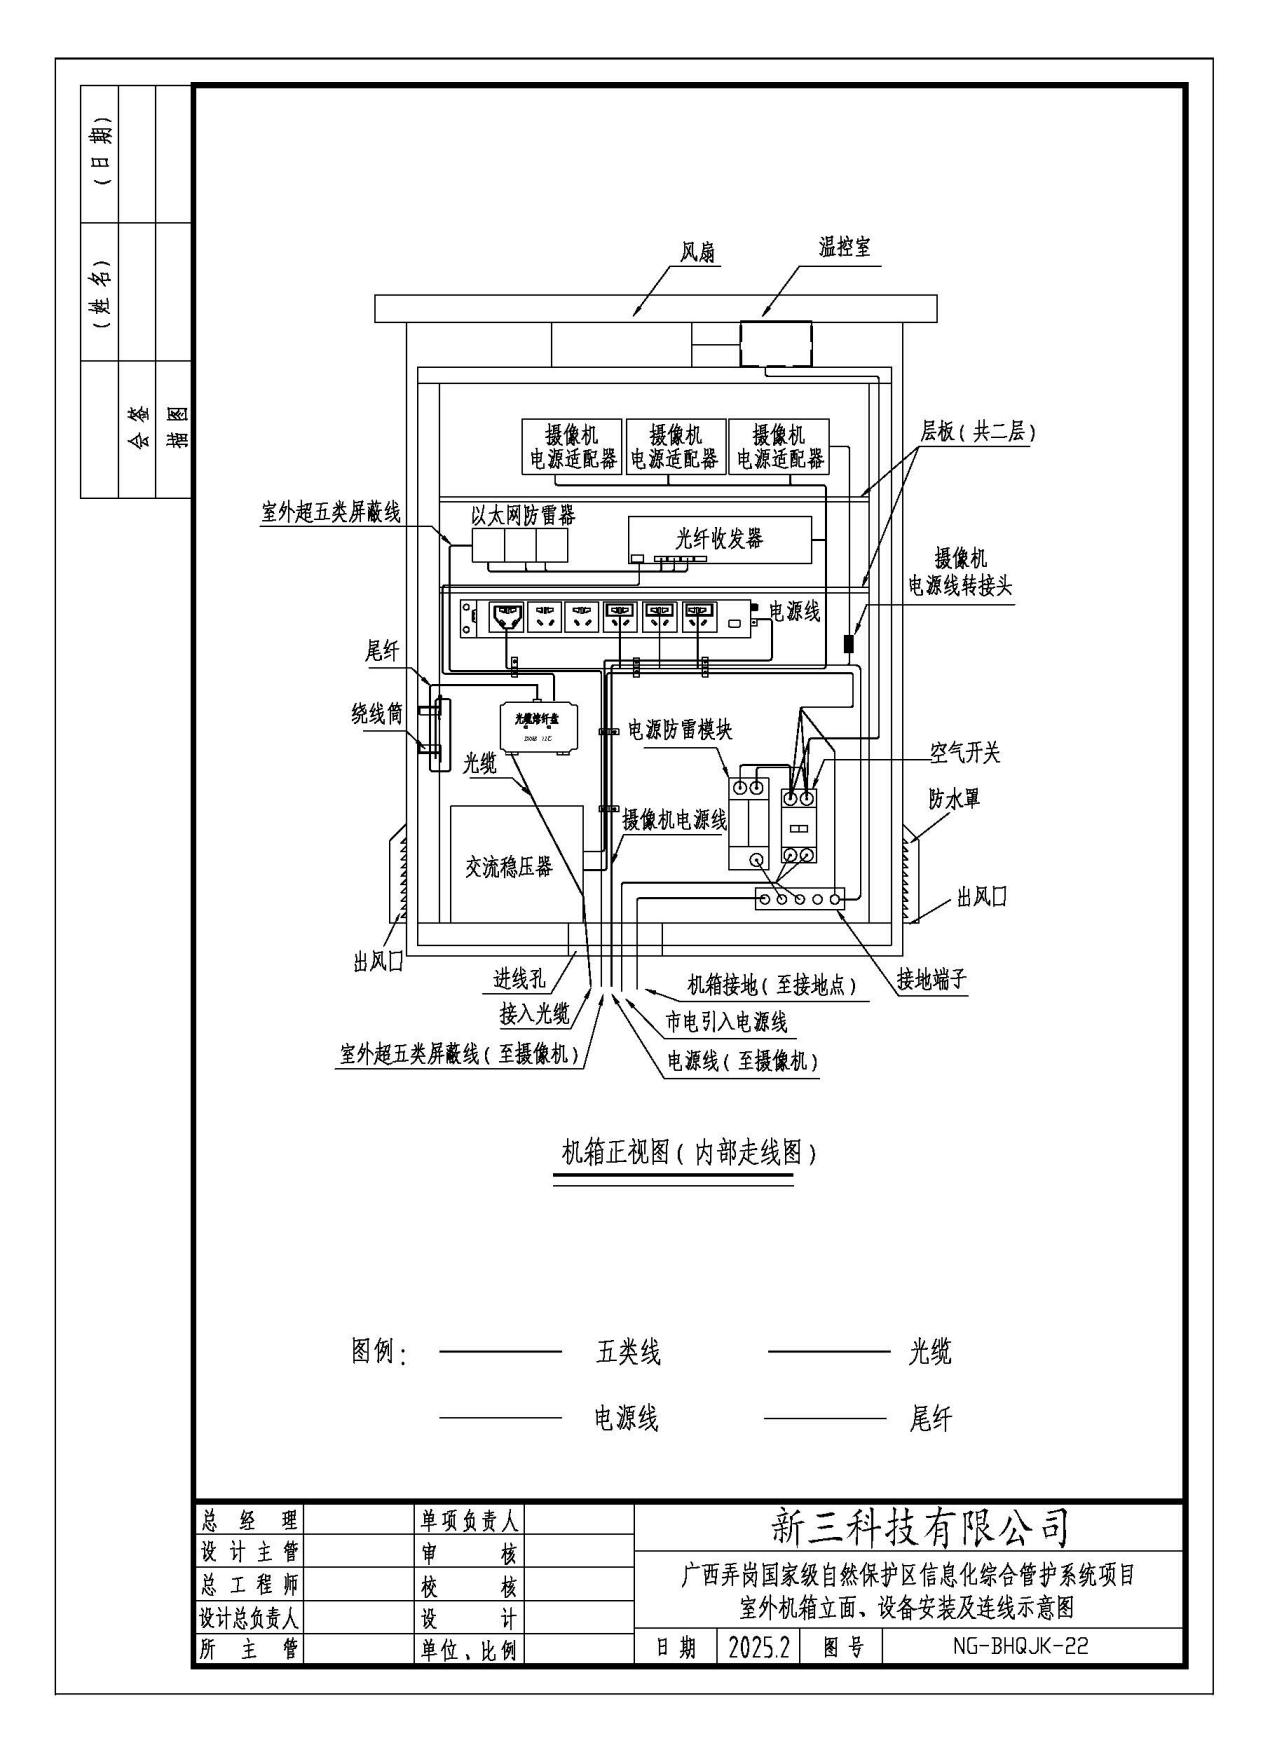 (日 期)
(姓 名)
会签
描图
风扇
温控室
摄像机
电源适配器
摄像机
电源适配器
摄像机
电源适配器
层板(共二层)
室外超五类屏蔽线
以太网防雷器
光纤收发器
摄像机
电源线转接头
电源线
尾纤
绕线筒
光缆熔纤盘
电源防雷模块
空气开关
光缆
防水罩
摄像机电源线
交流稳压器
出风口
出风口
进线孔
机箱接地(至接地点)
接地端子
接入光缆
市电引入电源线
室外超五类屏蔽线(至摄像机)
电源线(至摄像机)
机箱正视图(内部走线图)
图例:
五类线
光缆
电源线
尾纤
总 经 理
单项负责人
新三科技有限公司
设 计 主 管
审 核
总 工 程 师
校 核
广西弄岗国家级自然保护区信息化综合管护系统项目
室外机箱立面、设备安装及连线示意图
设计总负责人
设 计
所 主 管
单位、比例
日 期
2025.2
图 号
NG-BHQJK-22